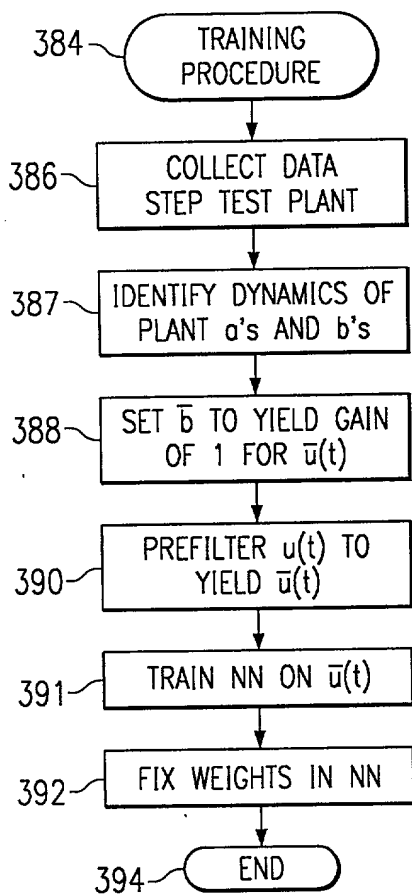 384
TRAINING
PROCEDURE
386
COLLECT DATA
STEP TEST PLANT
387
IDENTIFY DYNAMICS OF
PLANT a's AND b's
388
SET b̅ TO YIELD GAIN
OF 1 FOR u̅(t)
390
PREFILTER u(t) TO
YIELD u̅(t)
391
TRAIN NN ON u̅(t)
392
FIX WEIGHTS IN NN
394
END